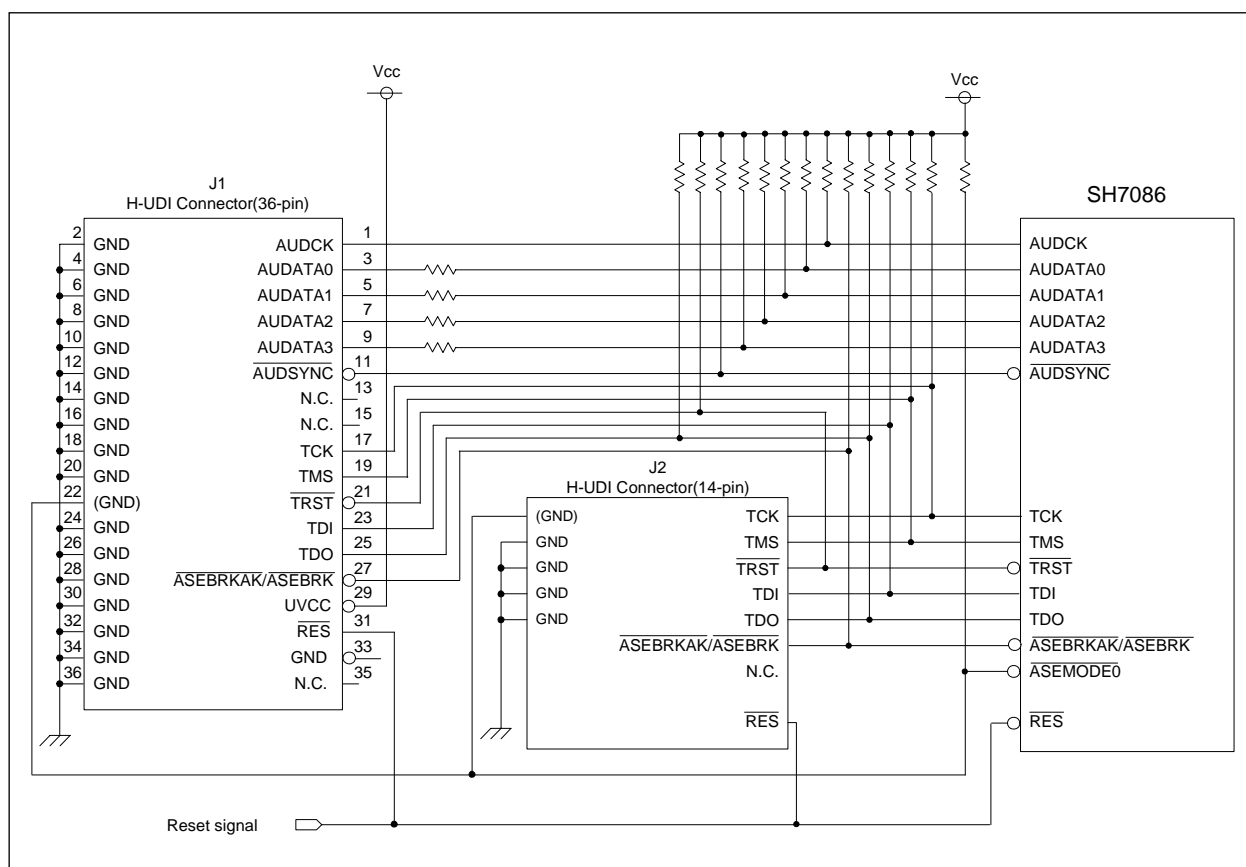 Vcc
Vcc
J1
H-UDI Connector(36-pin)
SH7086
2 GND AUDCK 1 AUDCK
4 GND AUDATA0 3 AUDATA0
6 GND AUDATA1 5 AUDATA1
8 GND AUDATA2 7 AUDATA2
10 GND AUDATA3 9 AUDATA3
12 GND AUDSYNC 11 AUDSYNC
14 GND N.C. 13
16 GND N.C. 15
18 GND TCK 17
20 GND TMS 19
22 (GND) TRST 21
24 GND TDI 23
26 GND TDO 25
28 GND ASEBRKAK/ASEBRK 27
30 GND UVCC 29
32 GND RES 31
34 GND GND 33
36 GND N.C. 35
J2
H-UDI Connector(14-pin)
(GND) TCK TCK
GND TMS TMS
GND TRST TRST
GND TDI TDI
GND TDO TDO
ASEBRKAK/ASEBRK ASEBRKAK/ASEBRK
N.C. ASEMODE0
RES RES
Reset signal